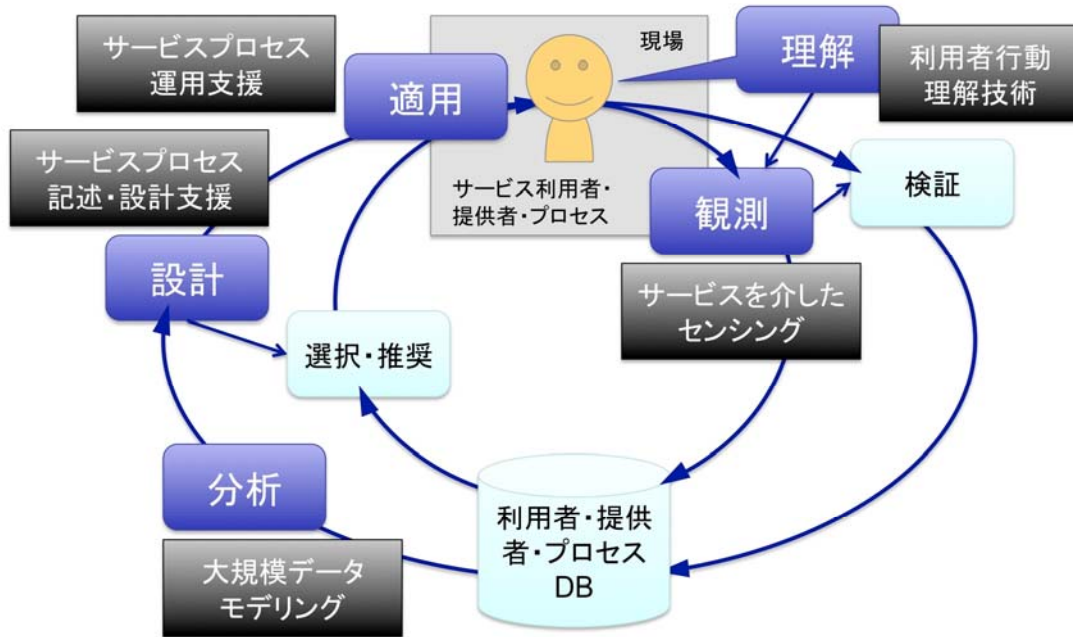 サービスプロセス
運用支援
適用
現場
理解
利用者行動
理解技術
サービスプロセス
記述・設計支援
サービス利用者・
提供者・プロセス
観測
検証
設計
選択・推奨
サービスを介した
センシング
分析
大規模データ
モデリング
利用者・提供
者・プロセス
DB